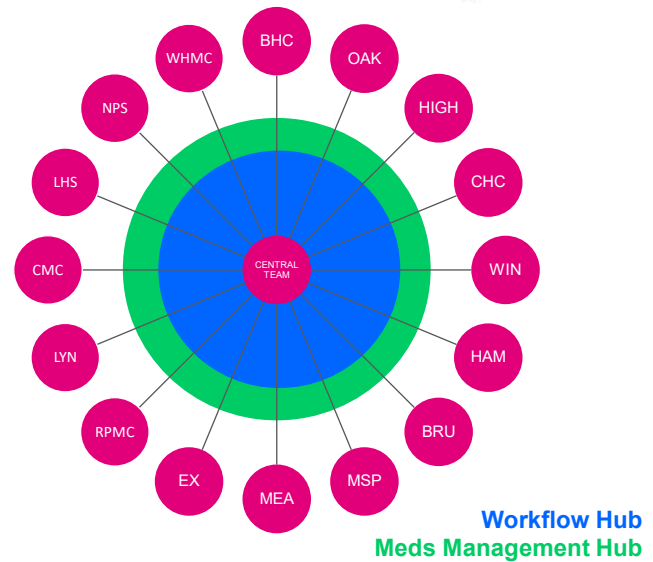 BHC
OAK
HIGH
CHC
WIN
HAM
BRU
MSP
MEA
EX
RPMC
LYN
CMC
LHS
NPS
WHMC
CENTRAL
TEAM
Workflow Hub
Meds Management Hub